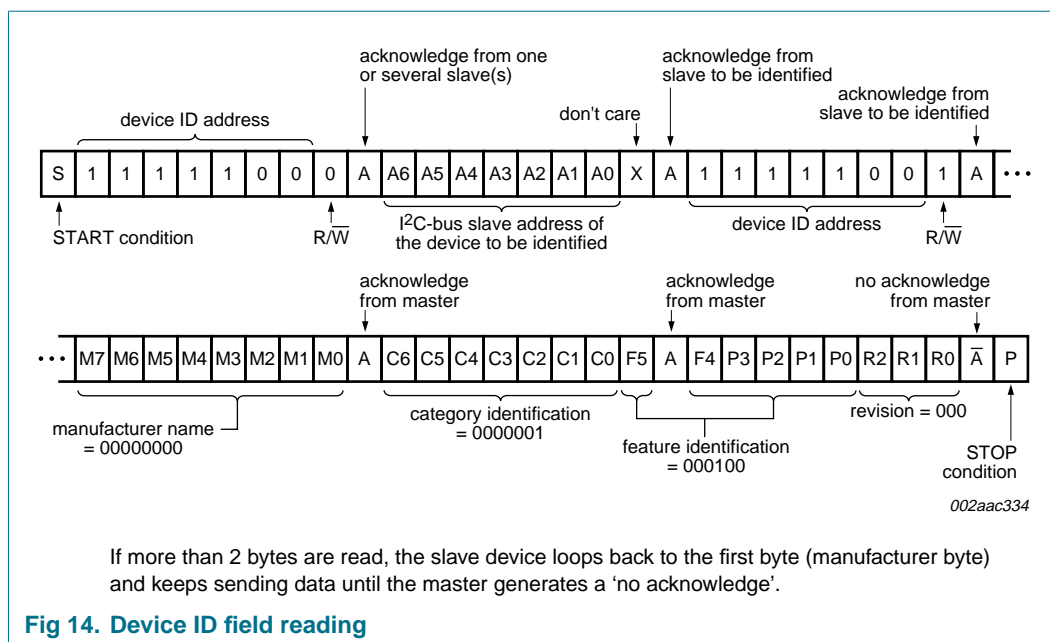 acknowledge from one
or several slave(s)
acknowledge from
slave to be identified
acknowledge from
slave to be identified
device ID address
don't care
S 1 1 1 1 1 0 0 0 A A6 A5 A4 A3 A2 A1 A0 X A 1 1 1 1 1 0 0 1 A •••
START condition
R/W̅
I²C-bus slave address of
the device to be identified
device ID address
R/W̅
acknowledge
from master
acknowledge
from master
no acknowledge
from master
••• M7 M6 M5 M4 M3 M2 M1 M0 A C6 C5 C4 C3 C2 C1 C0 F5 A F4 P3 P2 P1 P0 R2 R1 R0 A̅ P
manufacturer name
= 00000000
category identification
= 0000001
feature identification
= 000100
revision = 000
STOP
condition
002aac334
If more than 2 bytes are read, the slave device loops back to the first byte (manufacturer byte)
and keeps sending data until the master generates a ‘no acknowledge’.
Fig 14. Device ID field reading